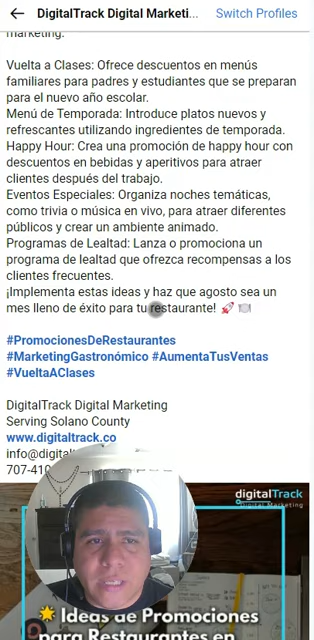 DigitalTrack Digital Marketi...
Switch Profiles
marketing.
Vuelta a Clases: Ofrece descuentos en menús
familiares para padres y estudiantes que se preparan
para el nuevo año escolar.
Menú de Temporada: Introduce platos nuevos y
refrescantes utilizando ingredientes de temporada.
Happy Hour: Crea una promoción de happy hour con
descuentos en bebidas y aperitivos para atraer
clientes después del trabajo.
Eventos Especiales: Organiza noches temáticas,
como trivia o música en vivo, para atraer diferentes
públicos y crear un ambiente animado.
Programas de Lealtad: Lanza o promociona un
programa de lealtad que ofrezca recompensas a los
clientes frecuentes.
¡Implementa estas ideas y haz que agosto sea un
mes lleno de éxito para tu restaurante! 🚀 🍽️
#PromocionesDeRestaurantes
#MarketingGastronómico #AumentaTusVentas
#VueltaAClases
DigitalTrack Digital Marketing
Serving Solano County
www.digitaltrack.co
info@digital
707-410
digitalTrack
Digital Marketing
🌟 Ideas de Promociones
para Restaurantes en